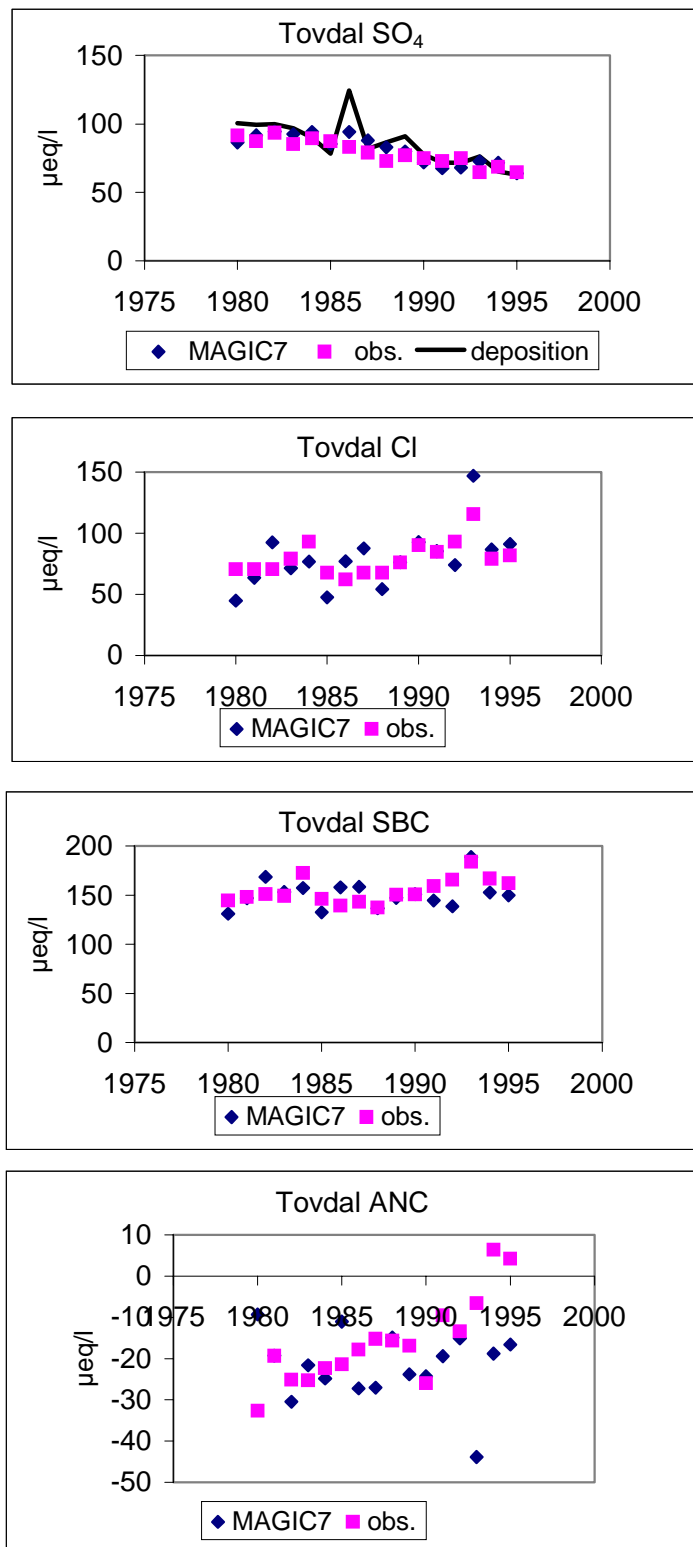 Tovdal SO4
150
100
50
0
µeq/l
1975 1980 1985 1990 1995 2000
MAGIC7 obs. deposition
Tovdal Cl
150
100
50
0
µeq/l
1975 1980 1985 1990 1995 2000
MAGIC7 obs.
Tovdal SBC
200
150
100
50
0
µeq/l
1975 1980 1985 1990 1995 2000
MAGIC7 obs.
Tovdal ANC
10
0
-10
-20
-30
-40
-50
µeq/l
1975 1980 1985 1990 1995 2000
MAGIC7 obs.